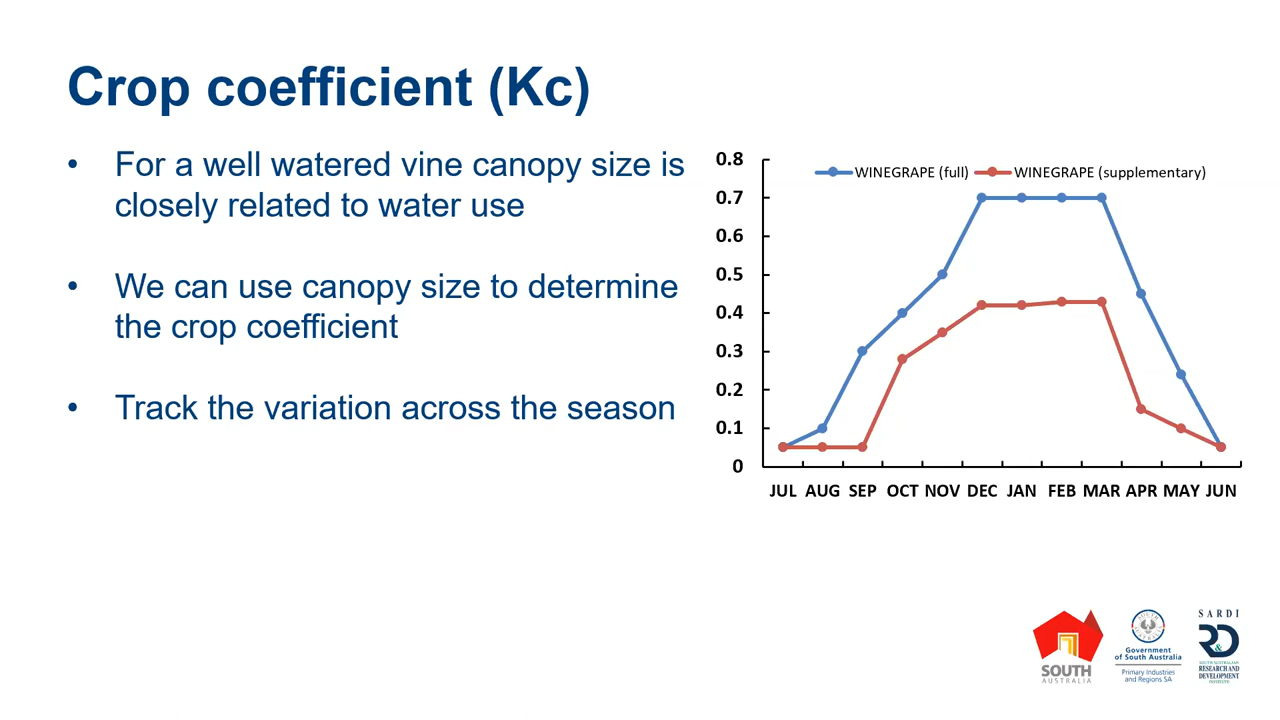 Crop coefficient (Kc)
• For a well watered vine canopy size is
closely related to water use
• We can use canopy size to determine
the crop coefficient
• Track the variation across the season
WINEGRAPE (full) WINEGRAPE (supplementary)
0.8
0.7
0.6
0.5
0.4
0.3
0.2
0.1
0
JUL AUG SEP OCT NOV DEC JAN FEB MAR APR MAY JUN
SOUTH
AUSTRALIA
Government
of South Australia
Primary Industries
and Regions SA
SARDI
R&D
SOUTH AUSTRALIAN
RESEARCH AND
DEVELOPMENT
INSTITUTE